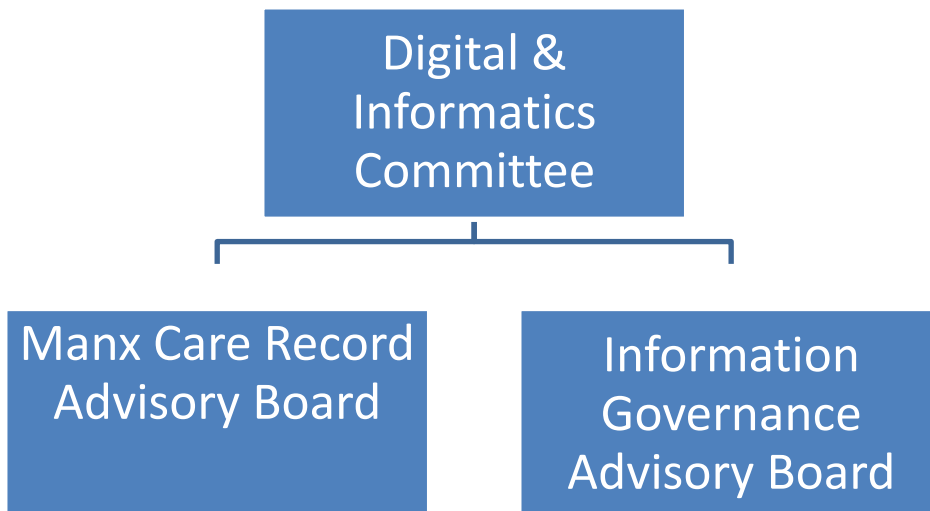 Digital &
Informatics
Committee
Manx Care Record
Advisory Board
Information
Governance
Advisory Board